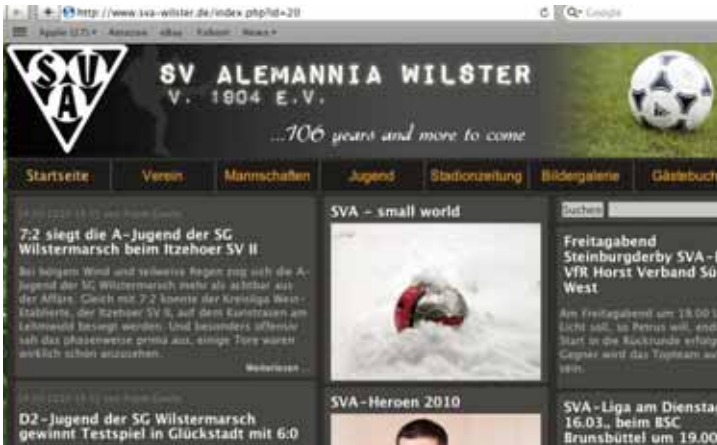 http://www.sva-wilster.de/index.php?id=20
Google
Apple (17) Amazon eBay Yahoo! News
SVA
SV ALEMANNIA WILSTER
V. 1904 E.V.
...106 years and more to come
Startseite Verein Mannschaften Jugend Stadionzeitung Bildergalerie Gästebuch
7:2 siegt die A-Jugend der SG
Wilstermarsch beim Itzehoer SV II
Bei böigem Wind und teilweise Regen zog sich die A-
Jugend der SG Wilstermarsch mehr als achtbar aus
der Affäre. Gleich mit 7:2 konnte der Kreisliga West-
Etablierte, der Itzehoer SV II, auf dem Kunstrasen am
Lehmwohld besiegt werden. Und besonders offensiv
sah das phasenweise prima aus, einige Tore waren
wirklich schön anzusehen.
Weiterlesen ...
D2-Jugend der SG Wilstermarsch
gewinnt Testspiel in Glückstadt mit 6:0
SVA - small world
SVA-Heroen 2010
Suchen
Freitagabend
Steinburgderby SVA-
VfR Horst Verband Sü
West
Am Freitagabend um 19.00
Licht soll, so Petrus will, end
Start in die Rückrunde erfolg
Gegner wird das Topteam au
sein.
SVA-Liga am Diensta
16.03., beim BSC
Brunsbüttel um 19.00